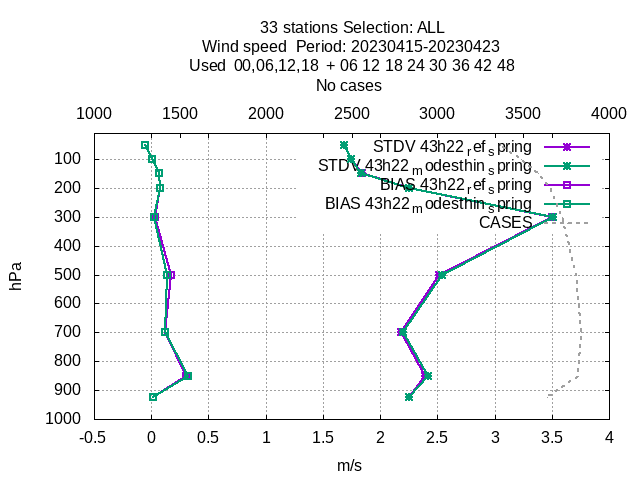 33 stations Selection: ALL
Wind speed  Period: 20230415-20230423
Used  00,06,12,18  + 06 12 18 24 30 36 42 48
No cases
1000 1500 2000 2500 3000 3500 4000
STDV 43h22_ref_spring
STDV 43h22_modesthin_spring
BIAS 43h22_ref_spring
BIAS 43h22_modesthin_spring
CASES
100
200
300
400
500
600
700
800
900
1000
hPa
-0.5 0 0.5 1 1.5 2 2.5 3 3.5 4
m/s